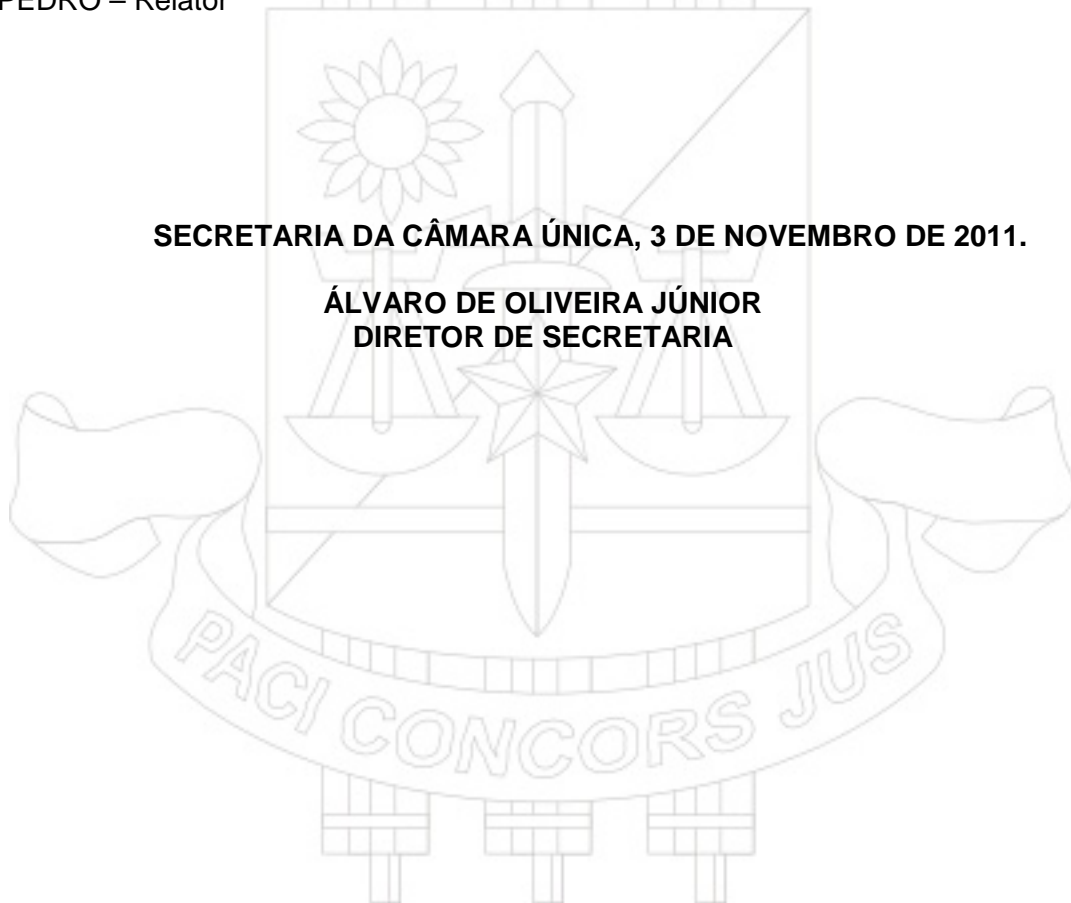 PEDRO – Relator
SECRETARIA DA CÂMARA ÚNICA, 3 DE NOVEMBRO DE 2011.
ÁLVARO DE OLIVEIRA JÚNIOR
DIRETOR DE SECRETARIA
PACI CONCORS JUS